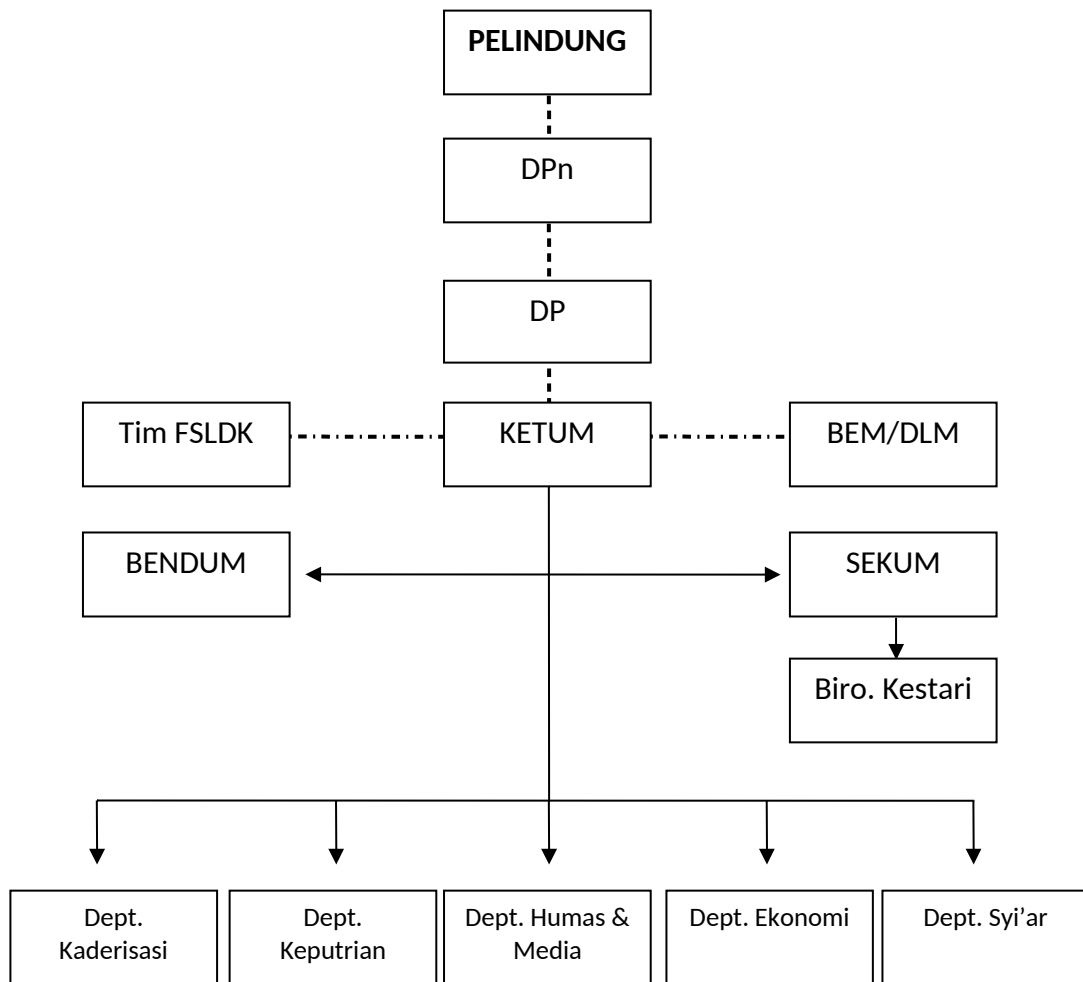 PELINDUNG
DPn
DP
Tim FSLDK
KETUM
BEM/DLM
BENDUM
SEKUM
Biro. Kestari
Dept.
Kaderisasi
Dept.
Keputrian
Dept. Humas &
Media
Dept. Ekonomi
Dept. Syi’ar